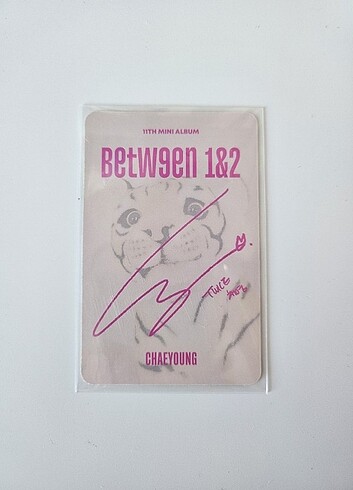 11TH MINI ALBUM
Betw9en 1&2
TWICE
CHAEYOUNG